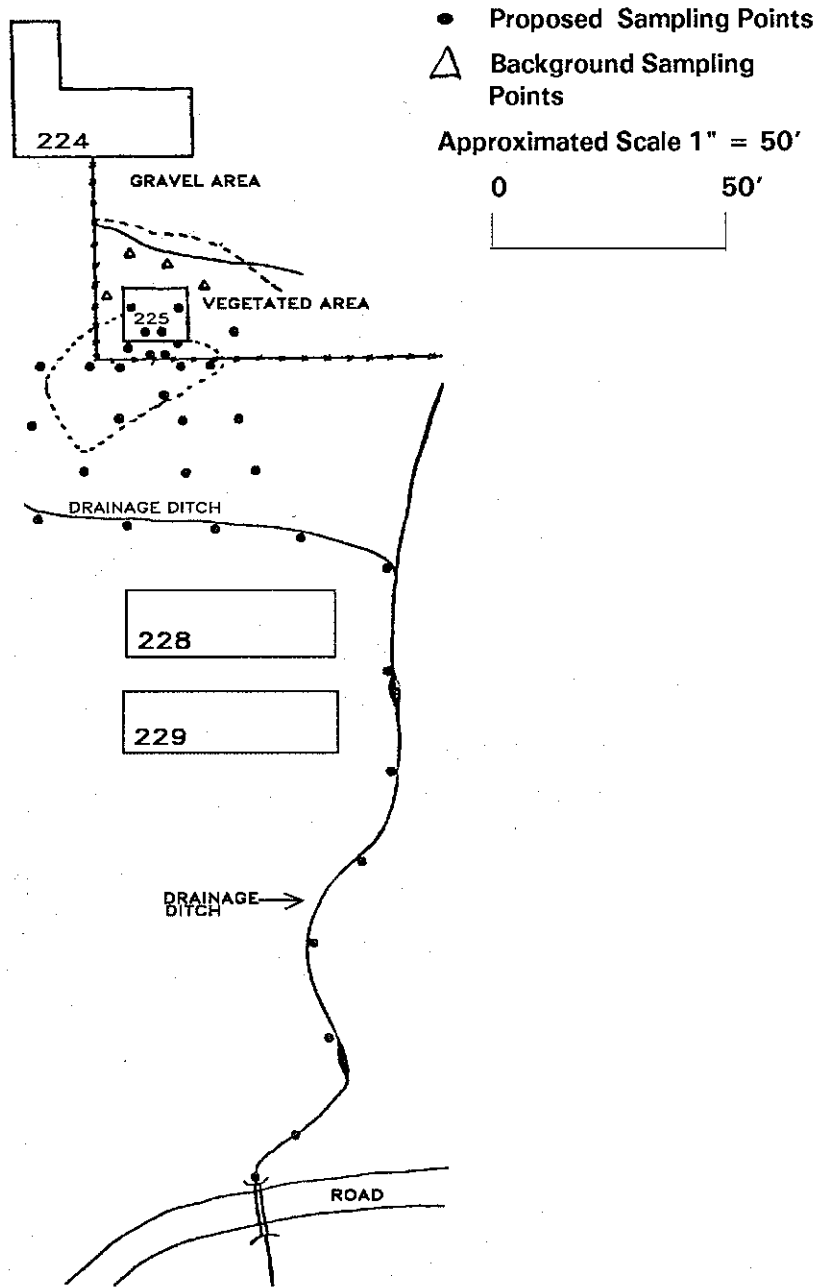 Proposed Sampling Points
Background Sampling
Points
Approximated Scale 1" = 50'
0 50'
224
GRAVEL AREA
VEGETATED AREA
225
DRAINAGE DITCH
228
229
DRAINAGE
DITCH
ROAD